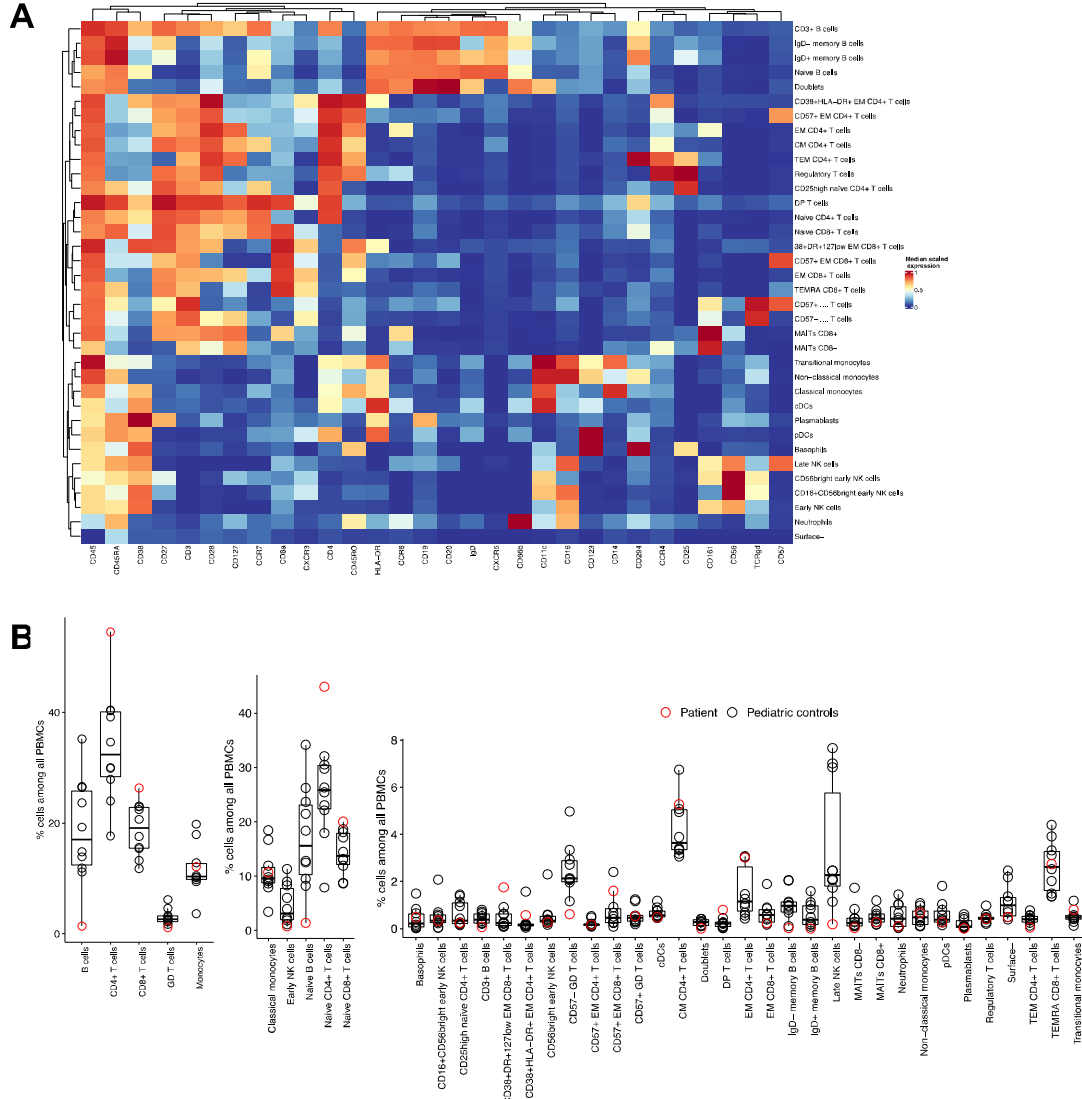 A
CD3+ B cells
IgD− memory B cells
IgD+ memory B cells
Naive B cells
Doublets
CD38+HLA−DR+ EM CD4+ T cells
CD57+ EM CD4+ T cells
EM CD4+ T cells
CM CD4+ T cells
TEM CD4+ T cells
Regulatory T cells
CD25high naïve CD4+ T cells
DP T cells
Naive CD4+ T cells
Naive CD8+ T cells
38+DR+127low EM CD8+ T cells
CD57+ EM CD8+ T cells
EM CD8+ T cells
TEMRA CD8+ T cells
CD57+ .... T cells
CD57− .... T cells
MAITs CD8+
MAITs CD8−
Transitional monocytes
Non−classical monocytes
Classical monocytes
cDCs
Plasmablasts
pDCs
Basophils
Late NK cells
CD56bright early NK cells
CD16+CD56bright early NK cells
Early NK cells
Neutrophils
Surface−
Median scaled
expression
1
0.5
0
CD45
CD45RA
CD38
CD27
CD3
CD28
CD127
CCR7
CD8a
CXCR3
CD4
CD45RO
HLA−DR
CCR6
CD19
CD20
IgD
CXCR5
CD66b
CD11c
CD16
CD123
CD14
CD294
CCR4
CD25
CD161
CD56
TCRgd
CD57
B
% cells among all PBMCs
40
20
0
B cells
CD4+ T cells
CD8+ T cells
GD T cells
Monocytes
% cells among all PBMCs
40
30
20
10
0
Classical monocytes
Early NK cells
Naive B cells
Naive CD4+ T cells
Naive CD8+ T cells
Patient
Pediatric controls
% cells among all PBMCs
8
6
4
2
0
Basophils
CD16+CD56bright early NK cells
CD25high naïve CD4+ T cells
CD3+ B cells
CD38+DR+127low EM CD8+ T cells
CD38+HLA−DR+ EM CD4+ T cells
CD56bright early NK cells
CD57− GD T cells
CD57+ EM CD4+ T cells
CD57+ EM CD8+ T cells
CD57+ GD T cells
cDCs
CM CD4+ T cells
Doublets
DP T cells
EM CD4+ T cells
EM CD8+ T cells
IgD− memory B cells
IgD+ memory B cells
Late NK cells
MAITs CD8−
MAITs CD8+
Neutrophils
Non−classical monocytes
pDCs
Plasmablasts
Regulatory T cells
Surface−
TEM CD4+ T cells
TEMRA CD8+ T cells
Transitional monocytes